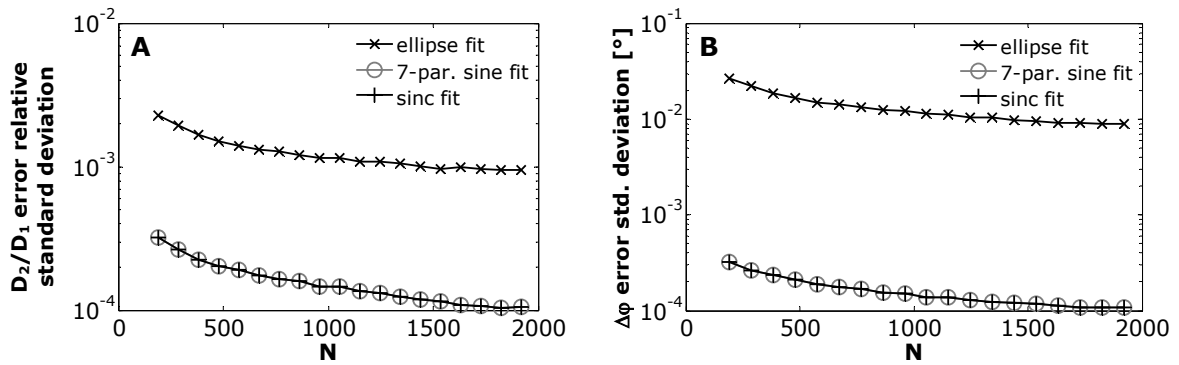 A
D₂/D₁ error relative
standard deviation
10⁻²
10⁻³
10⁻⁴
ellipse fit
7-par. sine fit
sinc fit
0
500
1000
1500
2000
N
B
Δφ error std. deviation [°]
10⁻¹
10⁻²
10⁻³
10⁻⁴
ellipse fit
7-par. sine fit
sinc fit
0
500
1000
1500
2000
N